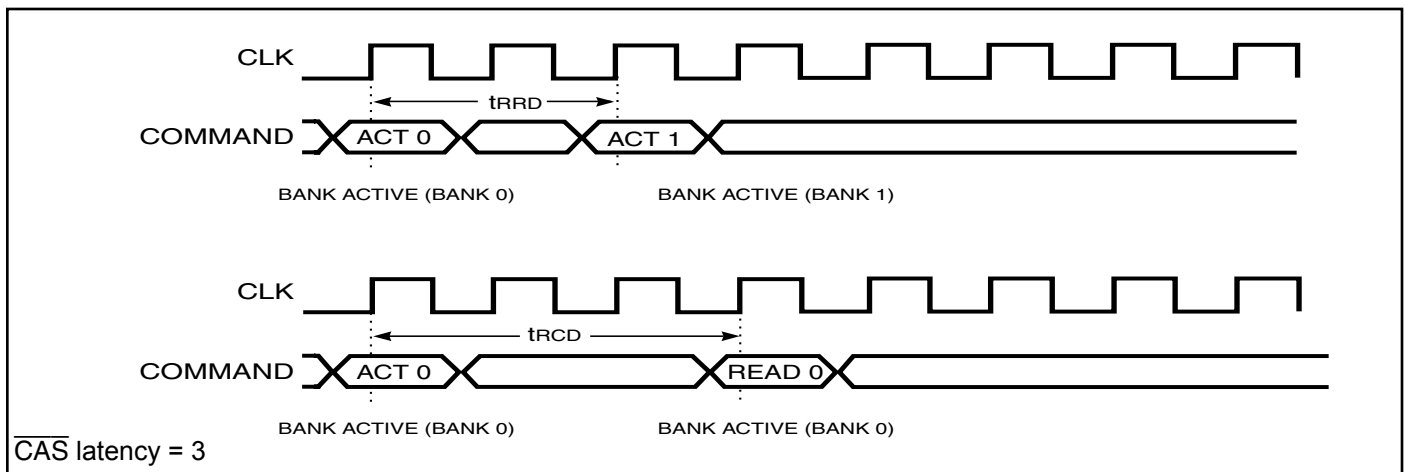 CLK
tRRD
COMMAND ACT 0 ACT 1
BANK ACTIVE (BANK 0) BANK ACTIVE (BANK 1)
CLK
tRCD
COMMAND ACT 0 READ 0
BANK ACTIVE (BANK 0) BANK ACTIVE (BANK 0)
C̅A̅S̅ latency = 3